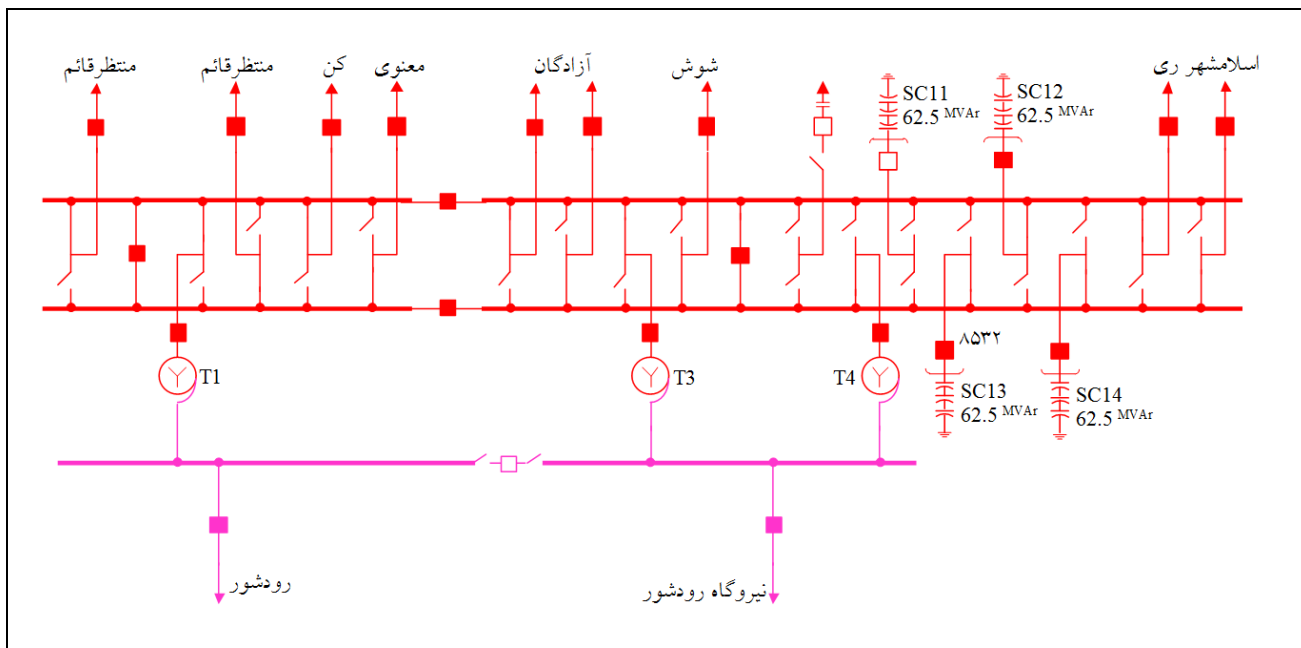 منتظرقائم
منتظرقائم
کن
معنوی
آزادگان
شوش
اسلامشهر ری
SC11
62.5 MVAr
SC12
62.5 MVAr
T1
T3
T4
۸۵۳۲
SC13
62.5 MVAr
SC14
62.5 MVAr
رودشور
نیروگاه رودشور